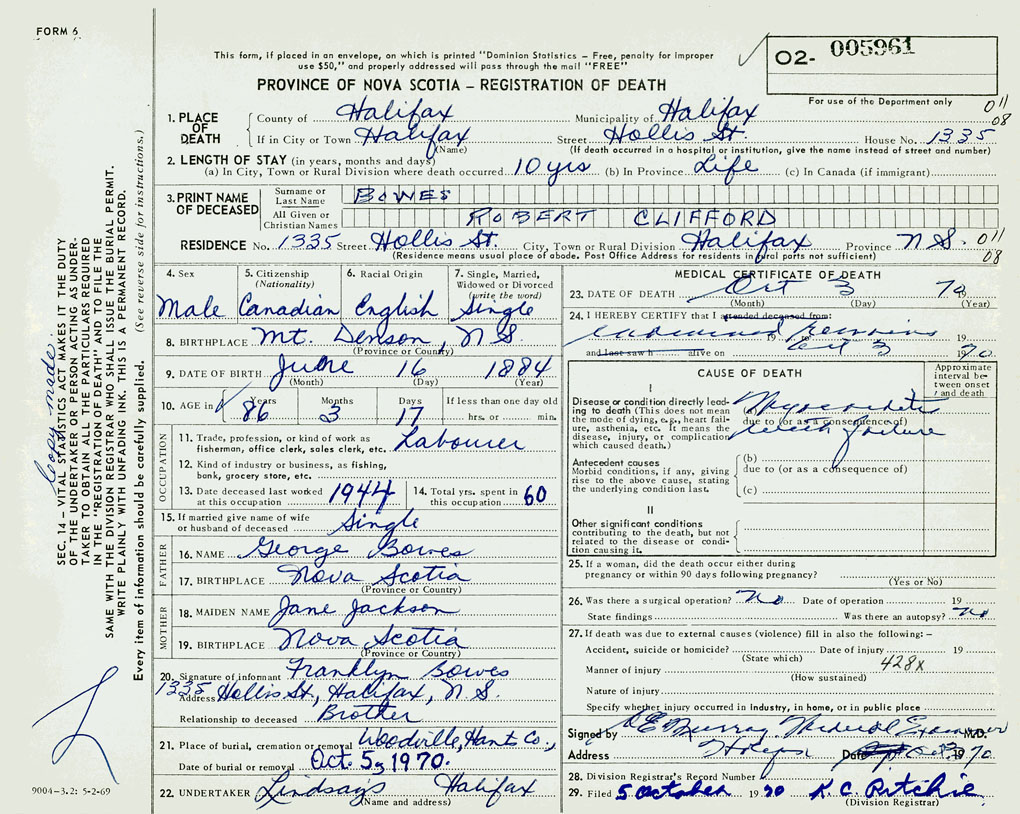 FORM 6
This form, if placed in an envelope, on which is printed "Dominion Statistics – Free, penalty for improper
use $50," and properly addressed will pass through the mail "FREE"
O2- 005961
PROVINCE OF NOVA SCOTIA – REGISTRATION OF DEATH
For use of the Department only
011
08
1. PLACE OF DEATH
County of Halifax Municipality of Halifax
If in City or Town Halifax Street Hollis St. House No. 1335
(Name) (If death occurred in a hospital or institution, give the name instead of street and number)
2. LENGTH OF STAY (in years, months and days)
(a) In City, Town or Rural Division where death occurred 10 yrs (b) In Province Life (c) In Canada (if immigrant)
3. PRINT NAME OF DECEASED
Surname or Last Name BOWES
All Given or Christian Names ROBERT CLIFFORD
RESIDENCE No. 1335 Street Hollis St. City, Town or Rural Division Halifax Province N.S. 011
(Residence means usual place of abode. Post Office Address for residents in rural parts not sufficient) 08
4. Sex
Male
5. Citizenship
(Nationality)
Canadian
6. Racial Origin
English
7. Single, Married,
Widowed or Divorced
(write the word)
Single
8. BIRTHPLACE Mt. Denson, N.S.
(Province or County)
9. DATE OF BIRTH June 16 1884
(Month) (Day) (Year)
10. AGE in Years 86 Months 3 Days 17 If less than one day old
hrs. or min.
OCCUPATION
11. Trade, profession, or kind of work as
fisherman, office clerk, sales clerk, etc. Labourer
12. Kind of industry or business, as fishing,
bank, grocery store, etc.
13. Date deceased last worked
at this occupation 1944
14. Total yrs. spent in
this occupation 60
15. If married give name of wife
or husband of deceased Single
FATHER
16. NAME George Bowes
17. BIRTHPLACE Nova Scotia
(Province or Country)
MOTHER
18. MAIDEN NAME Jane Jackson
19. BIRTHPLACE Nova Scotia
(Province or Country)
20. Signature of informant Franklyn Bowes
Address 1335 Hollis St, Halifax, N.S.
Relationship to deceased Brother
21. Place of burial, cremation or removal Woodville, Hants Co.,
Date of burial or removal Oct. 5, 1970.
22. UNDERTAKER Lindsay's Halifax
(Name and address)
MEDICAL CERTIFICATE OF DEATH
23. DATE OF DEATH Oct 3 1970
(Month) (Day) (Year)
24. I HEREBY CERTIFY that I attended deceased from:
examined remains 19 to 19
and last saw h alive on Oct 3 1970
CAUSE OF DEATH
Approximate
interval be-
tween onset
and death
I
Disease or condition directly lead-
ing to death (This does not mean
the mode of dying, e.g., heart fail-
ure, asthenia, etc. It means the
disease, injury, or complication
which caused death.)
(a)
due to (or as a consequence of)
failure
Antecedent causes
Morbid conditions, if any, giving
rise to the above cause, stating
the underlying condition last.
(b)
due to (or as a consequence of)
(c)
II
Other significant conditions
contributing to the death, but not
related to the disease or condi-
tion causing it.
25. If a woman, did the death occur either during
pregnancy or within 90 days following pregnancy?
(Yes or No)
26. Was there a surgical operation? No Date of operation 19
State findings Was there an autopsy? No
27. If death was due to external causes (violence) fill in also the following: –
Accident, suicide or homicide? Date of injury 19
(State which)
Manner of injury 428X
(How sustained)
Nature of injury
Specify whether injury occurred in industry, in home, or in public place
Signed by Murray Medical Examiner M.D.
Address Date 1970
28. Division Registrar's Record Number
29. Filed 5 October 1970 K C. Ritchie
(Division Registrar)
Copy made.
SEC. 14 – VITAL STATISTICS ACT MAKES IT THE DUTY
OF THE UNDERTAKER OR PERSON ACTING AS UNDER-
TAKER TO OBTAIN ALL THE PARTICULARS REQUIRED
IN THE "REGISTRATION OF DEATH" AND TO FILE THE
SAME WITH THE DIVISION REGISTRAR WHO SHALL ISSUE THE BURIAL PERMIT.
WRITE PLAINLY WITH UNFADING INK. THIS IS A PERMANENT RECORD.
Every item of information should be carefully supplied. (See reverse side for instructions.)
9004-3.2: 5-2-69